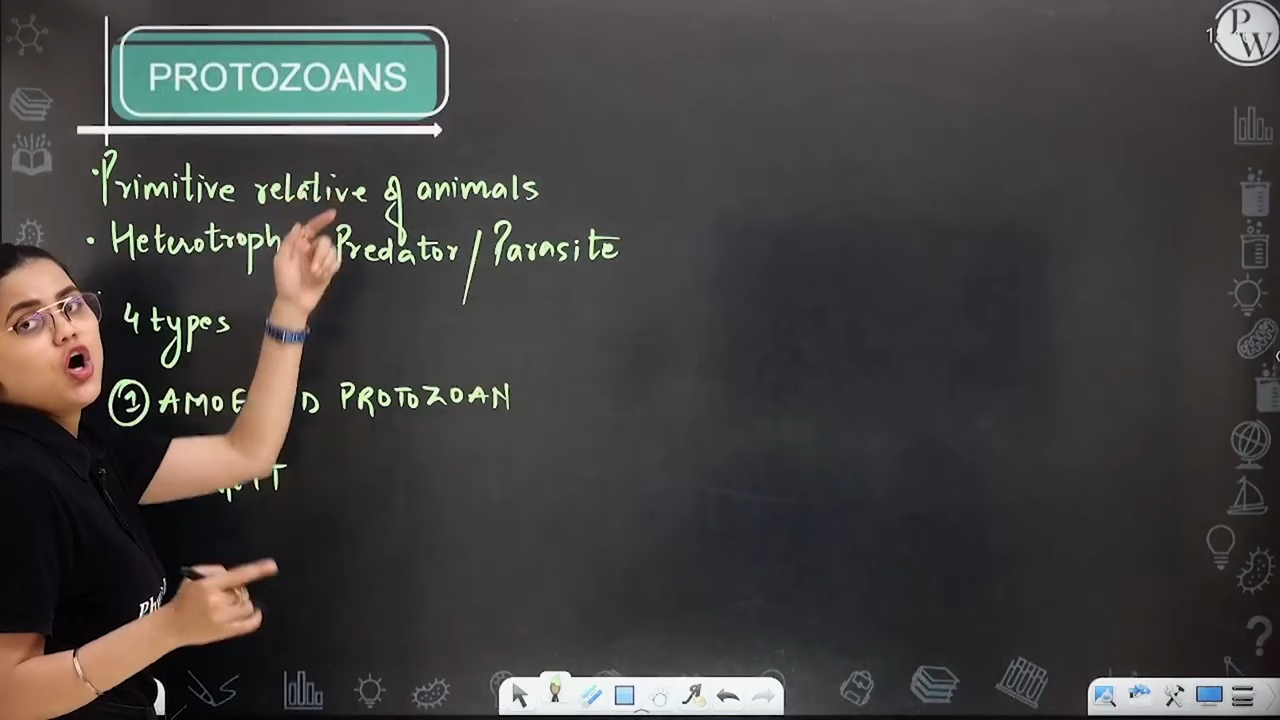 PROTOZOANS
P
W
• Primitive relative of animals
• Heterotroph Predator / Parasite
4 types
① AMOE D PROTOZOAN